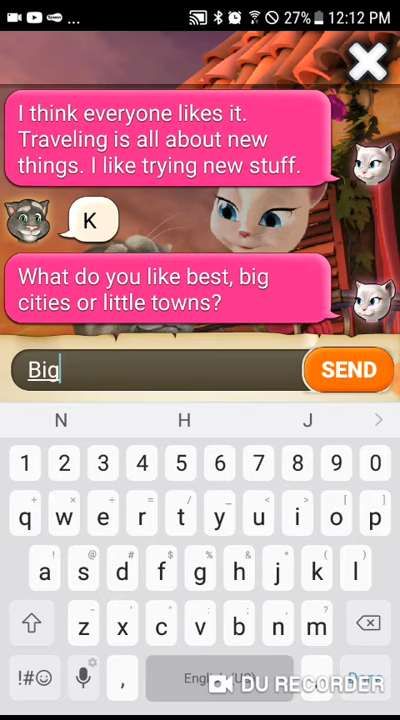 27% 12:12 PM
I think everyone likes it.
Traveling is all about new
things. I like trying new stuff.
K
What do you like best, big
cities or little towns?
Big
SEND
N H J >
1 2 3 4 5 6 7 8 9 0
+ × ÷ = / _ < > [ ]
q w e r t y u i o p
! @ # $ % ^ & * ( )
a s d f g h j k l
- ' " : ; , ?
z x c v b n m
!#☺ , English (US)
DU RECORDER